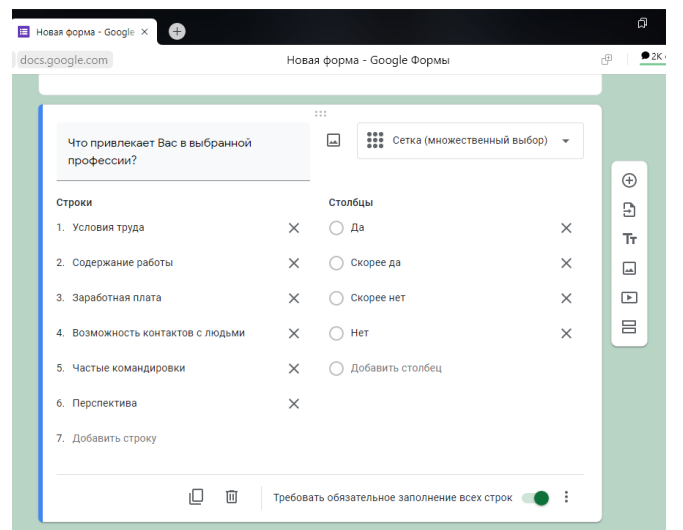 Новая форма - Google
docs.google.com
Новая форма - Google Формы
2K
Что привлекает Вас в выбранной
профессии?
Сетка (множественный выбор)
Строки
Столбцы
1. Условия труда
Да
2. Содержание работы
Скорее да
3. Заработная плата
Скорее нет
4. Возможность контактов с людьми
Нет
5. Частые командировки
Добавить столбец
6. Перспектива
7. Добавить строку
Tт
Требовать обязательное заполнение всех строк